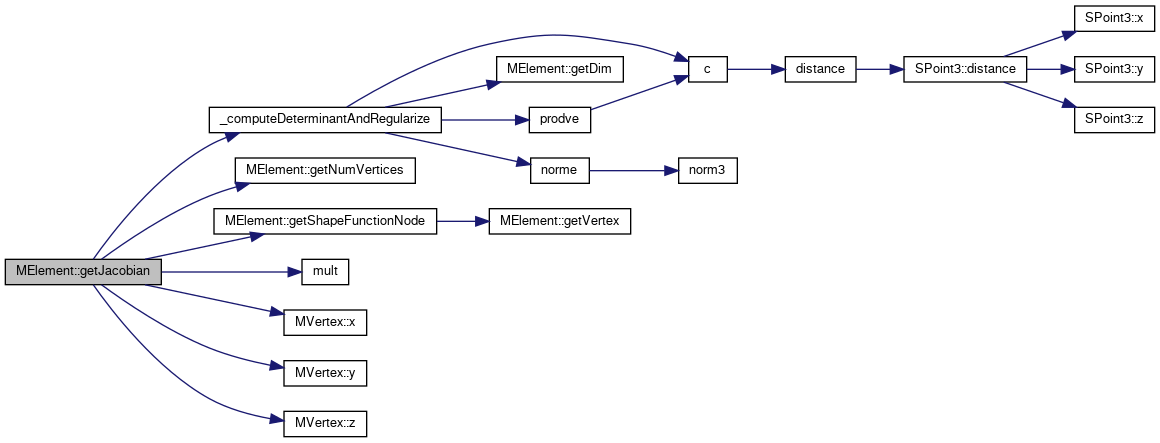 SPoint3::x
MElement::getDim
c
distance
SPoint3::distance
SPoint3::y
_computeDeterminantAndRegularize
prodve
SPoint3::z
MElement::getNumVertices
norme
norm3
MElement::getShapeFunctionNode
MElement::getVertex
MElement::getJacobian
mult
MVertex::x
MVertex::y
MVertex::z